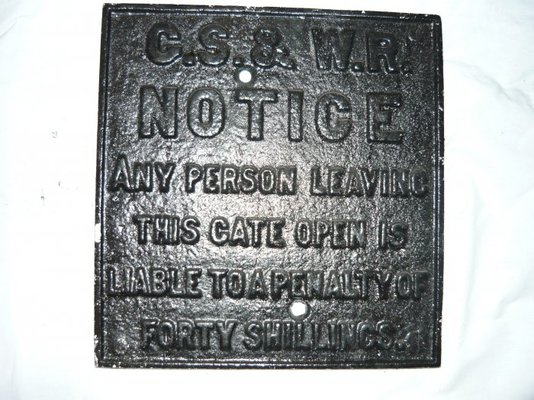 C.S.& W.R.
NOTICE
ANY PERSON LEAVING
THIS GATE OPEN IS
LIABLE TO A PENALTY OF
FORTY SHILLINGS.